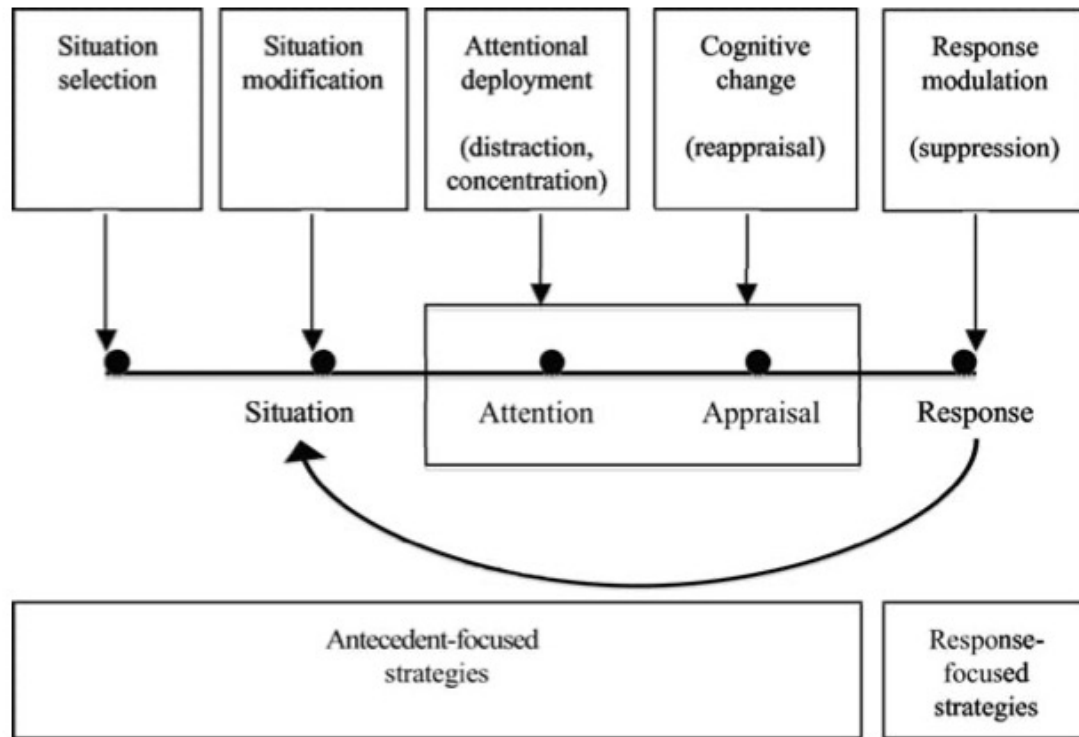 Situation
selection
Situation
modification
Attentional
deployment
(distraction,
concentration)
Cognitive
change
(reappraisal)
Response
modulation
(suppression)
Situation
Attention
Appraisal
Response
Antecedent-focused
strategies
Response-
focused
strategies